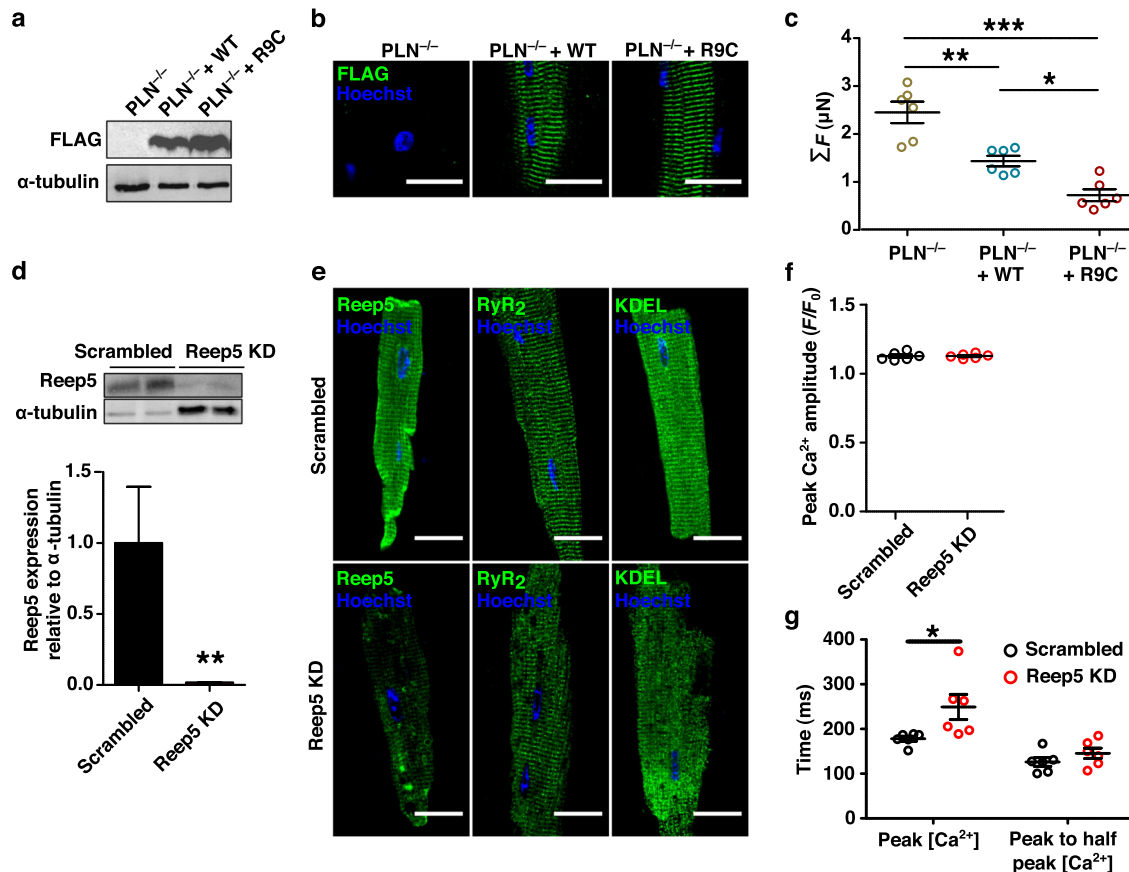 a
PLN−/−
PLN−/− + WT
PLN−/− + R9C
FLAG
α-tubulin
b
PLN−/−
PLN−/− + WT
PLN−/− + R9C
FLAG
Hoechst
c
***
**
*
4
3
2
1
0
∑F (μN)
PLN−/−
PLN−/− + WT
PLN−/− + R9C
d
Scrambled
Reep5 KD
Reep5
α-tubulin
1.5
1.0
0.5
0.0
Reep5 expression
relative to α-tubulin
**
Scrambled
Reep5 KD
e
Scrambled
Reep5
Hoechst
RyR2
Hoechst
KDEL
Hoechst
Reep5 KD
Reep5
Hoechst
RyR2
Hoechst
KDEL
Hoechst
f
Peak Ca2+ amplitude (F/F0)
1.5
1.0
0.5
0.0
Scrambled
Reep5 KD
g
Time (ms)
400
300
200
100
0
*
Scrambled
Reep5 KD
Peak [Ca2+]
Peak to half
peak [Ca2+]